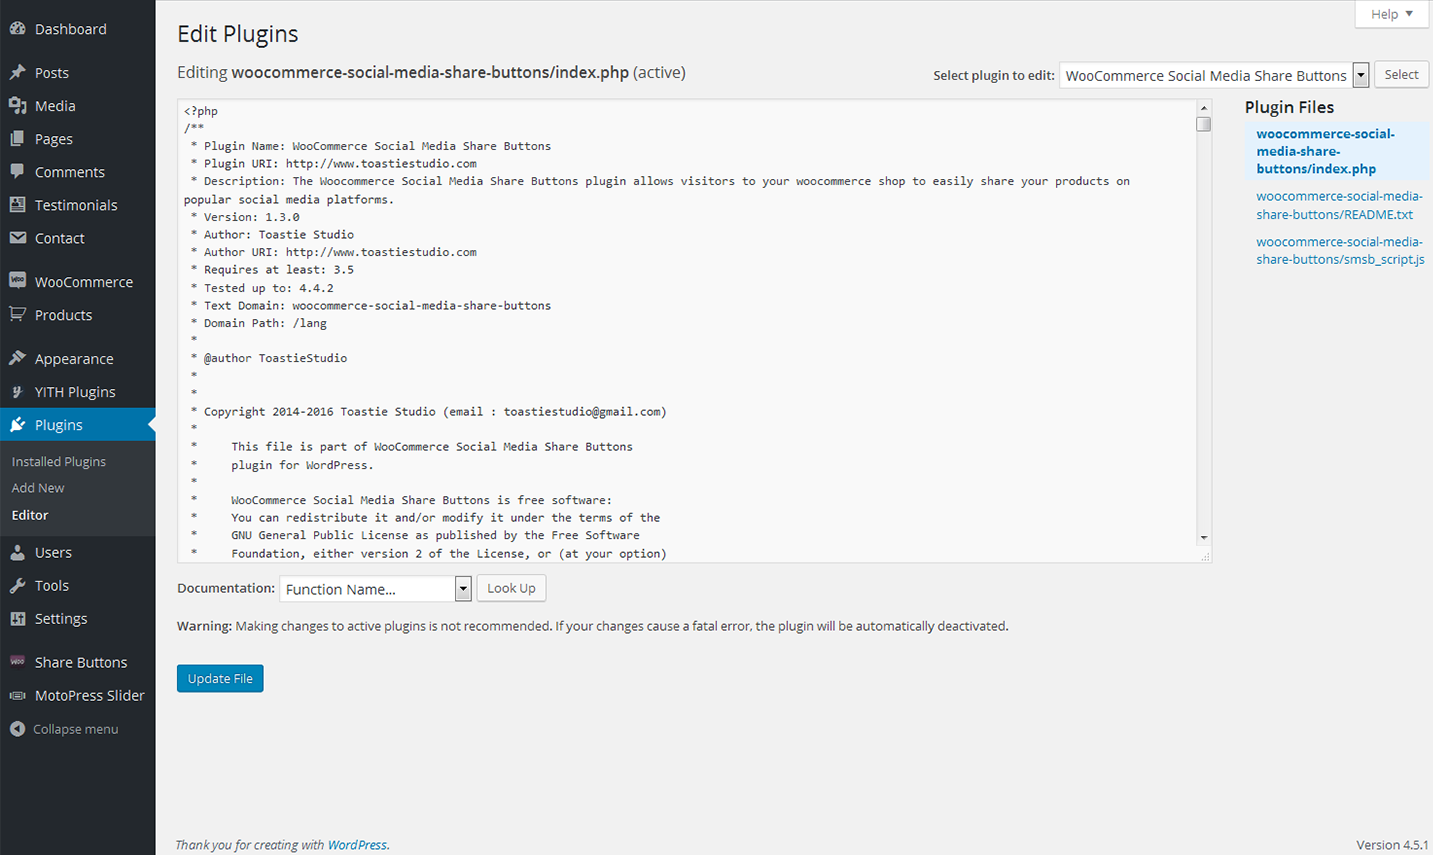 Dashboard
Posts
Media
Pages
Comments
Testimonials
Contact
WooCommerce
Products
Appearance
YITH Plugins
Plugins
Installed Plugins
Add New
Editor
Users
Tools
Settings
Share Buttons
MotoPress Slider
Collapse menu
Help
Edit Plugins
Editing woocommerce-social-media-share-buttons/index.php (active)
Select plugin to edit: WooCommerce Social Media Share Buttons Select
<?php
/**
* Plugin Name: WooCommerce Social Media Share Buttons
* Plugin URI: http://www.toastiestudio.com
* Description: The Woocommerce Social Media Share Buttons plugin allows visitors to your woocommerce shop to easily share your products on
popular social media platforms.
* Version: 1.3.0
* Author: Toastie Studio
* Author URI: http://www.toastiestudio.com
* Requires at least: 3.5
* Tested up to: 4.4.2
* Text Domain: woocommerce-social-media-share-buttons
* Domain Path: /lang
*
* @author ToastieStudio
*
*
* Copyright 2014-2016 Toastie Studio (email : toastiestudio@gmail.com)
*
* This file is part of WooCommerce Social Media Share Buttons
* plugin for WordPress.
*
* WooCommerce Social Media Share Buttons is free software:
* You can redistribute it and/or modify it under the terms of the
* GNU General Public License as published by the Free Software
* Foundation, either version 2 of the License, or (at your option)
Plugin Files
woocommerce-social-
media-share-
buttons/index.php
woocommerce-social-media-
share-buttons/README.txt
woocommerce-social-media-
share-buttons/smsb_script.js
Documentation: Function Name... Look Up
Warning: Making changes to active plugins is not recommended. If your changes cause a fatal error, the plugin will be automatically deactivated.
Update File
Thank you for creating with WordPress.
Version 4.5.1